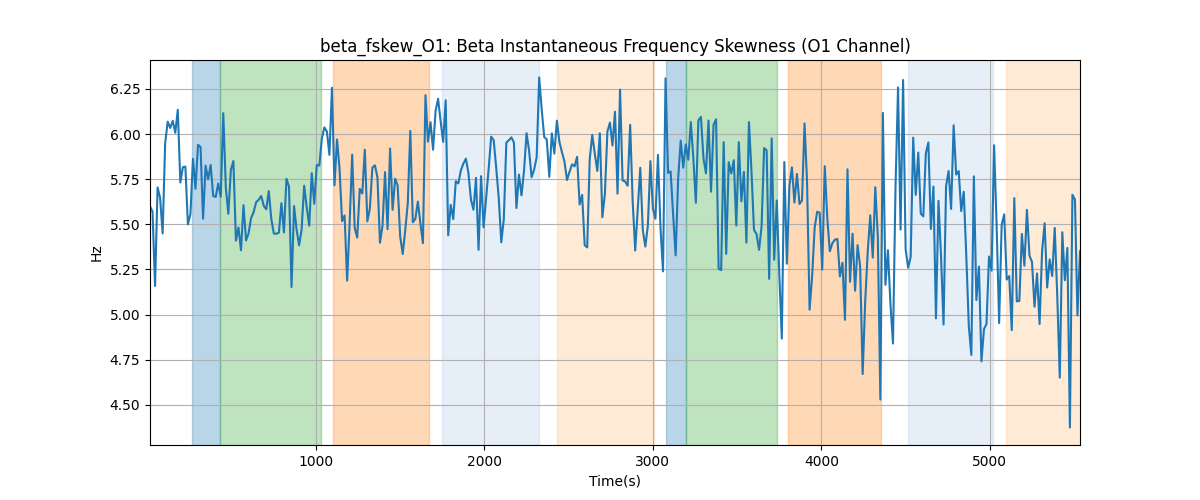 beta_fskew_O1: Beta Instantaneous Frequency Skewness (O1 Channel)
6.25
6.00
5.75
5.50
5.25
5.00
4.75
4.50
Hz
1000 2000 3000 4000 5000
Time(s)